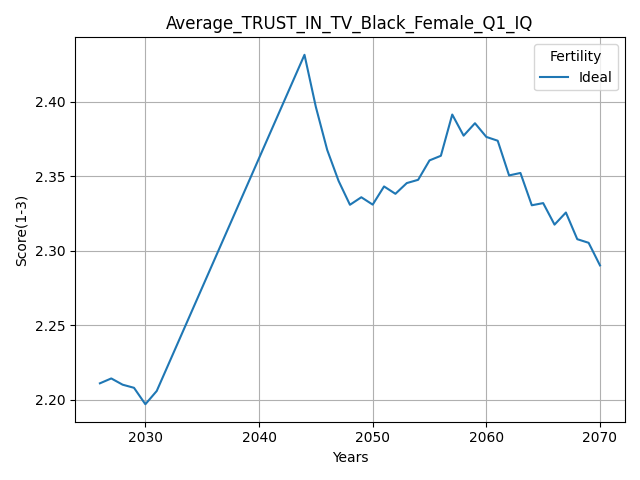 Average_TRUST_IN_TV_Black_Female_Q1_IQ
Fertility
Ideal
Score(1-3)
2.40
2.35
2.30
2.25
2.20
2030 2040 2050 2060 2070
Years